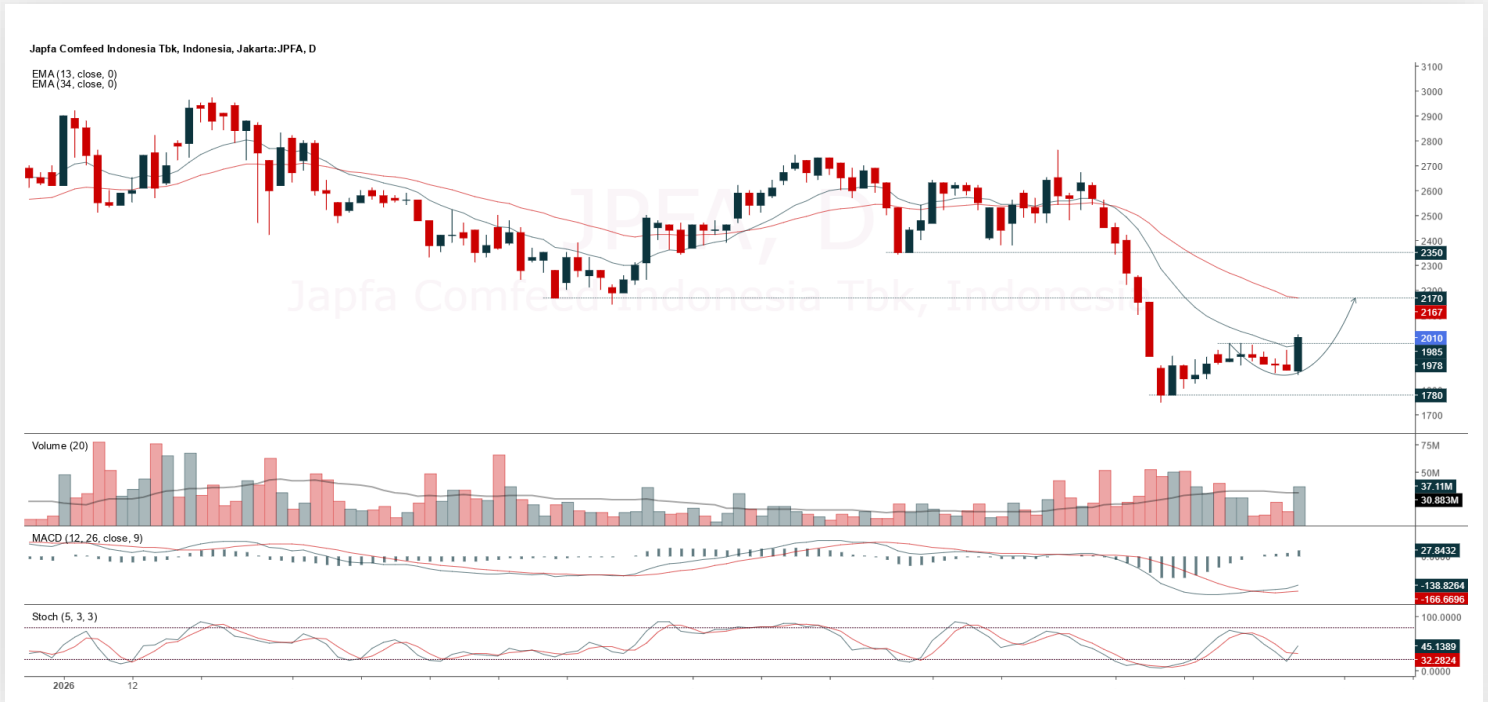 Japfa Comfeed Indonesia Tbk, Indonesia, Jakarta:JPFA, D
EMA (13, close, 0)
EMA (34, close, 0)
JPFA, D
Japfa Comfeed Indonesia Tbk, Indonesia
3100
3000
2900
2800
2700
2600
2500
2400
2350
2300
2170
2167
2010
1985
1978
1780
1700
Volume (20)
75M
50M
37.11M
30.883M
MACD (12, 26, close, 9)
27.8432
-138.8264
-166.6696
Stoch (5, 3, 3)
100.0000
45.1389
32.2824
0.0000
2026 12